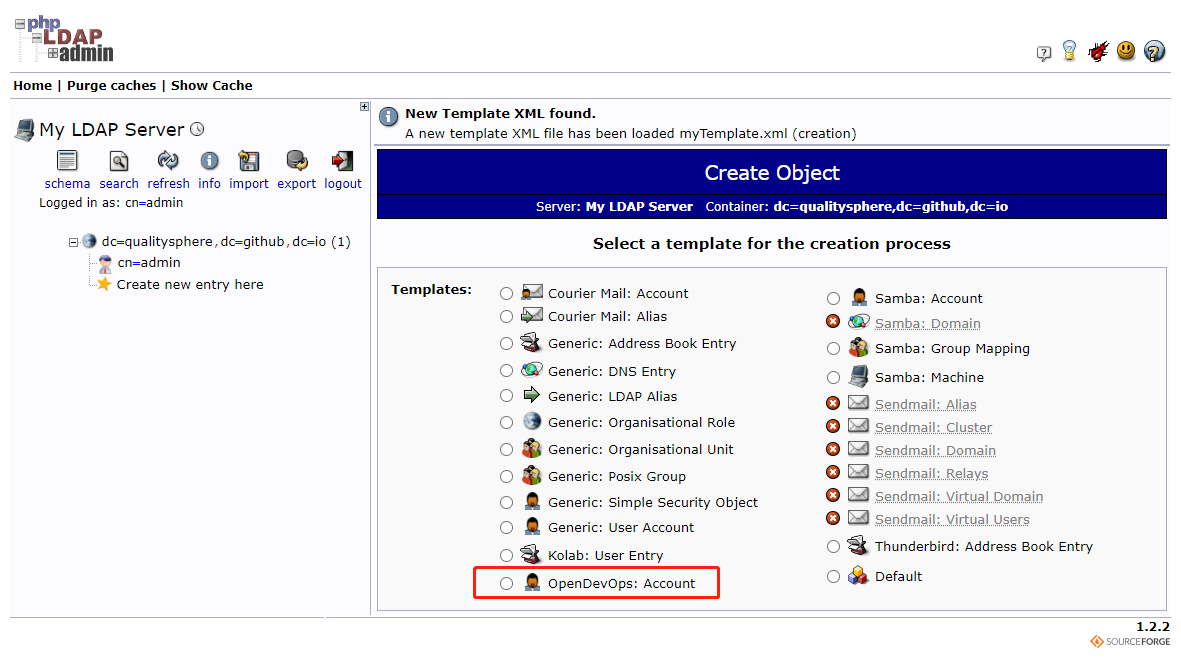 php
LDAP
admin
Home | Purge caches | Show Cache
My LDAP Server
schema search refresh info import export logout
Logged in as: cn=admin
dc=qualitysphere,dc=github,dc=io (1)
cn=admin
Create new entry here
New Template XML found.
A new template XML file has been loaded myTemplate.xml (creation)
Create Object
Server: My LDAP Server Container: dc=qualitysphere,dc=github,dc=io
Select a template for the creation process
Templates:
Courier Mail: Account
Courier Mail: Alias
Generic: Address Book Entry
Generic: DNS Entry
Generic: LDAP Alias
Generic: Organisational Role
Generic: Organisational Unit
Generic: Posix Group
Generic: Simple Security Object
Generic: User Account
Kolab: User Entry
OpenDevOps: Account
Samba: Account
Samba: Domain
Samba: Group Mapping
Samba: Machine
Sendmail: Alias
Sendmail: Cluster
Sendmail: Domain
Sendmail: Relays
Sendmail: Virtual Domain
Sendmail: Virtual Users
Thunderbird: Address Book Entry
Default
1.2.2
SOURCEFORGE